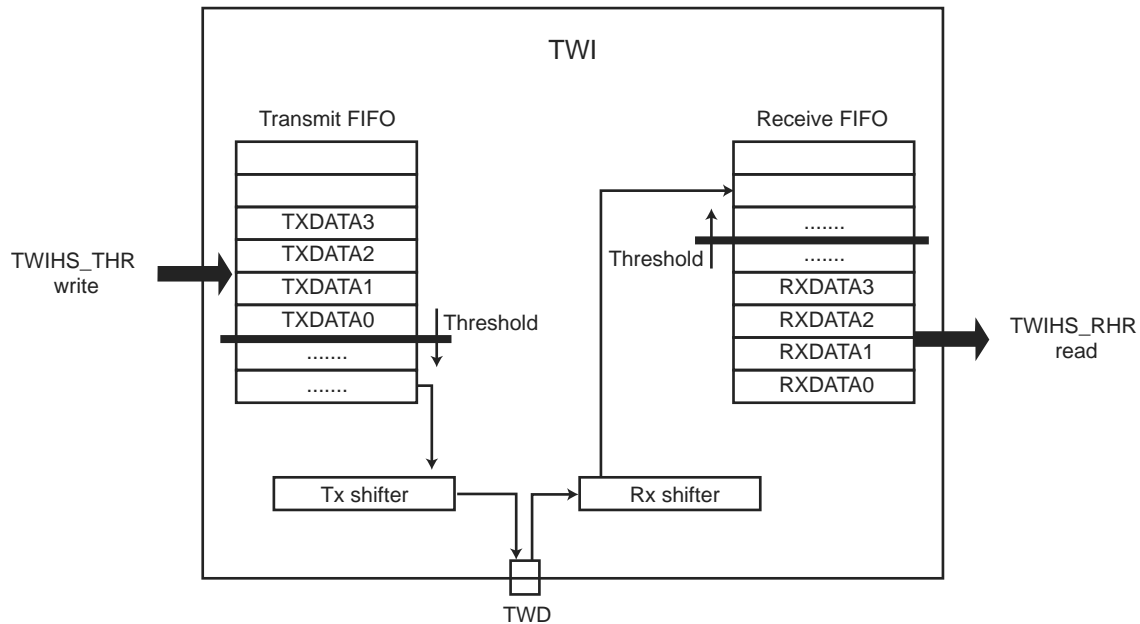 TWI
Transmit FIFO
Receive FIFO
TXDATA3
.......
TWIHS_THR
write
TXDATA2
Threshold
.......
TXDATA1
RXDATA3
TXDATA0
Threshold
RXDATA2
TWIHS_RHR
read
.......
RXDATA1
.......
RXDATA0
Tx shifter
Rx shifter
TWD